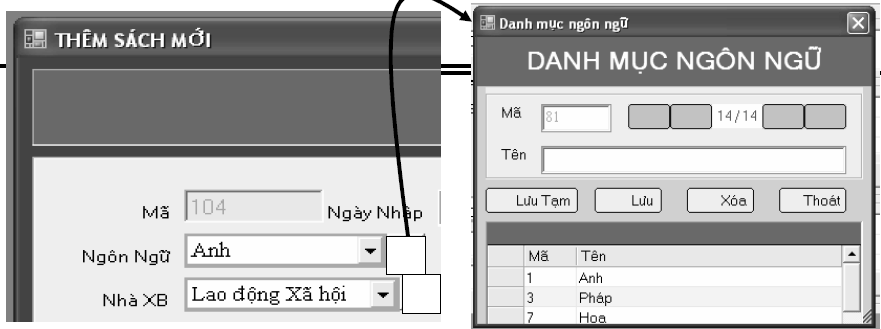 THÊM SÁCH MỚI
Mã 104 Ngày Nhập
Ngôn Ngữ Anh
Nhà XB Lao động Xã hội
Danh mục ngôn ngữ
DANH MỤC NGÔN NGỮ
Mã 81 14/14
Tên
Lưu Tạm Lưu Xóa Thoát
Mã Tên
1 Anh
3 Pháp
7 Hoa